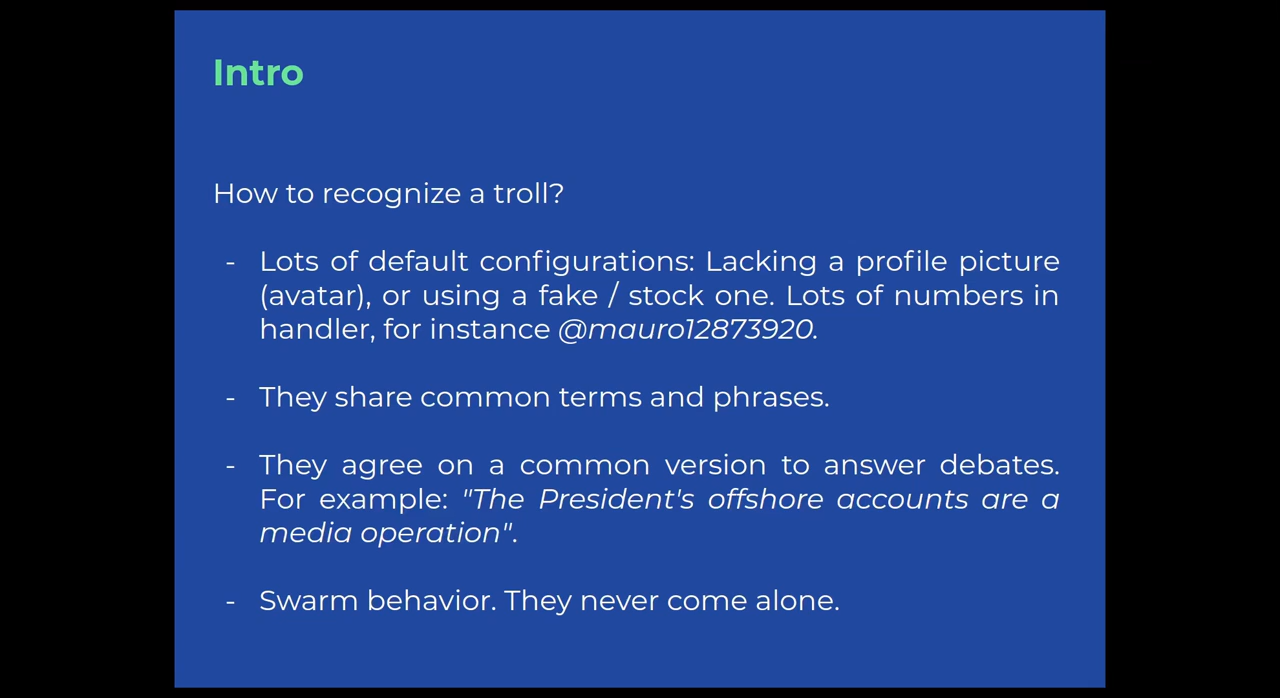 Intro
How to recognize a troll?
- Lots of default configurations: Lacking a profile picture
(avatar), or using a fake / stock one. Lots of numbers in
handler, for instance @mauro12873920.
- They share common terms and phrases.
- They agree on a common version to answer debates.
For example: "The President's offshore accounts are a
media operation".
- Swarm behavior. They never come alone.